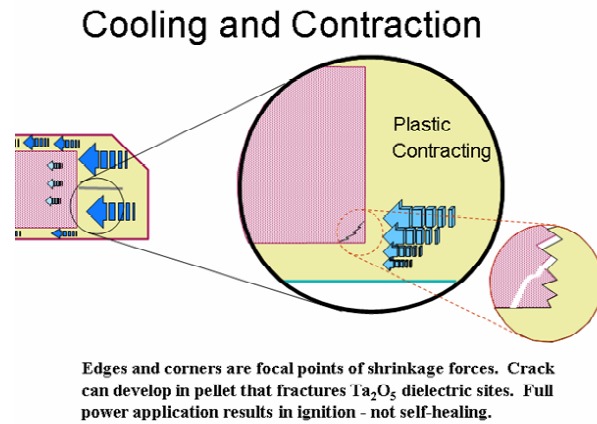 Cooling and Contraction
Plastic
Contracting
Edges and corners are focal points of shrinkage forces. Crack
can develop in pellet that fractures Ta₂O₅ dielectric sites. Full
power application results in ignition - not self-healing.